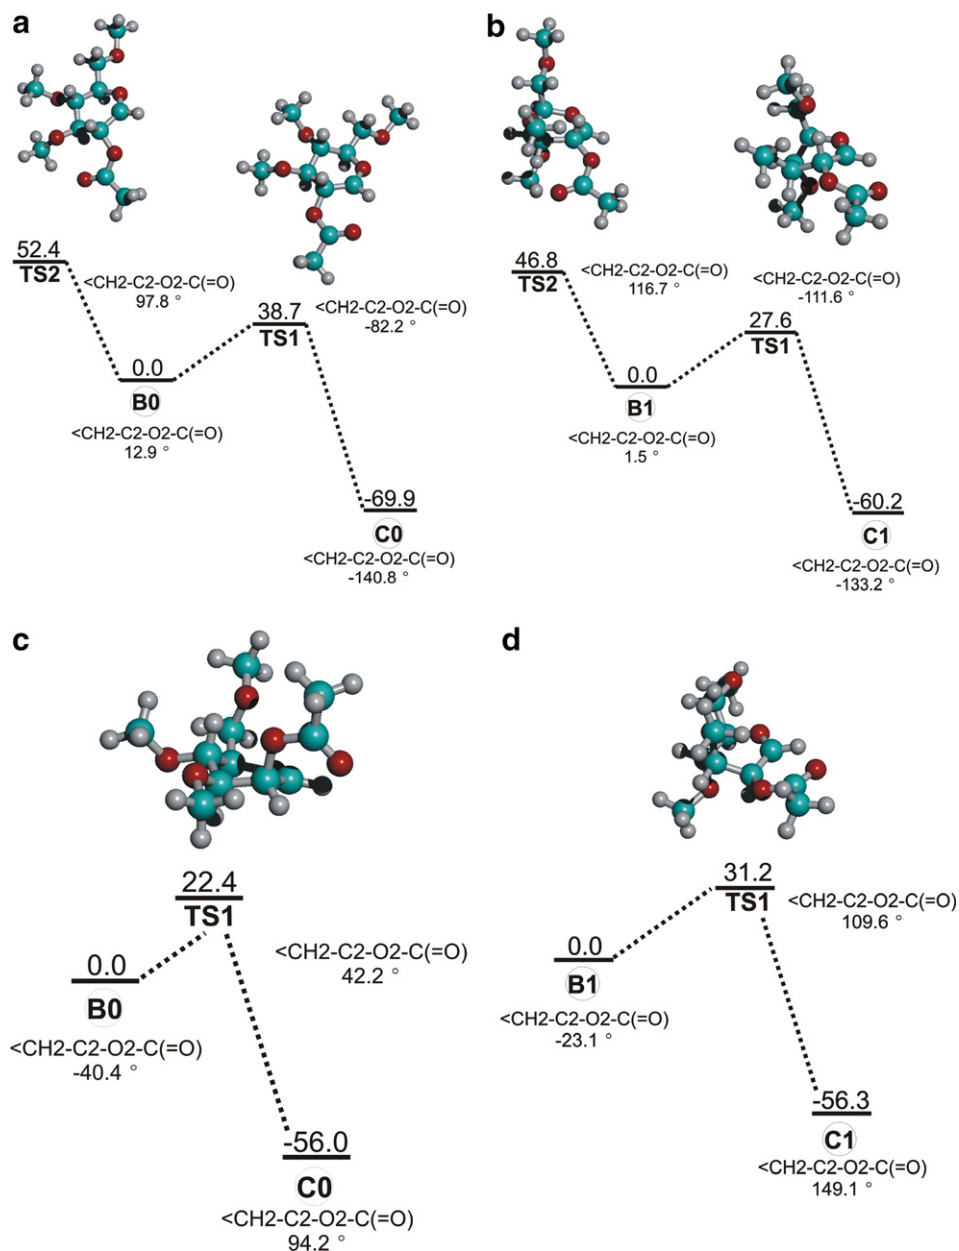 a
52.4
TS2
<CH2-C2-O2-C(=O)
97.8 °
0.0
B0
<CH2-C2-O2-C(=O)
12.9 °
38.7
TS1
<CH2-C2-O2-C(=O)
-82.2 °
-69.9
C0
<CH2-C2-O2-C(=O)
-140.8 °
b
46.8
TS2
<CH2-C2-O2-C(=O)
116.7 °
0.0
B1
<CH2-C2-O2-C(=O)
1.5 °
<CH2-C2-O2-C(=O)
-111.6 °
27.6
TS1
-60.2
C1
<CH2-C2-O2-C(=O)
-133.2 °
c
22.4
TS1
<CH2-C2-O2-C(=O)
42.2 °
0.0
B0
<CH2-C2-O2-C(=O)
-40.4 °
-56.0
C0
<CH2-C2-O2-C(=O)
94.2 °
d
31.2
TS1
<CH2-C2-O2-C(=O)
109.6 °
0.0
B1
<CH2-C2-O2-C(=O)
-23.1 °
-56.3
C1
<CH2-C2-O2-C(=O)
149.1 °